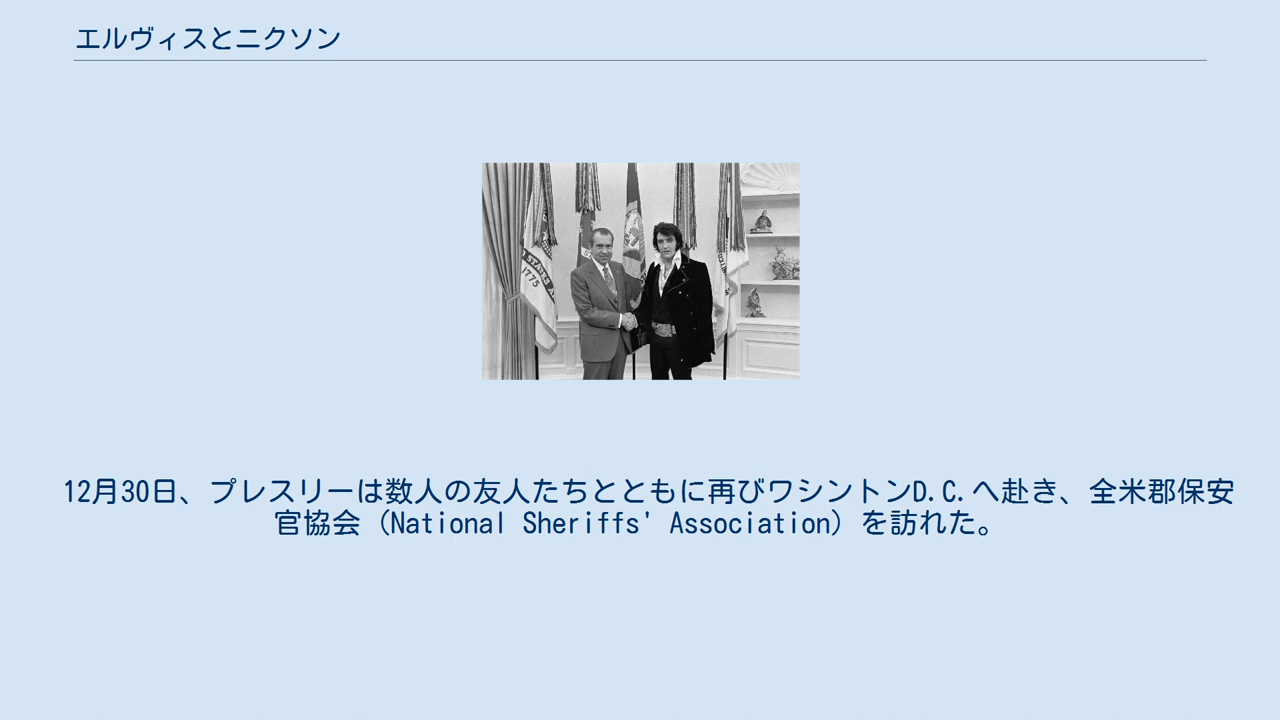 エルヴィスとニクソン
STATES A
1775
12月30日、プレスリーは数人の友人たちとともに再びワシントンD.C.へ赴き、全米郡保安
官協会（National Sheriffs' Association）を訪れた。